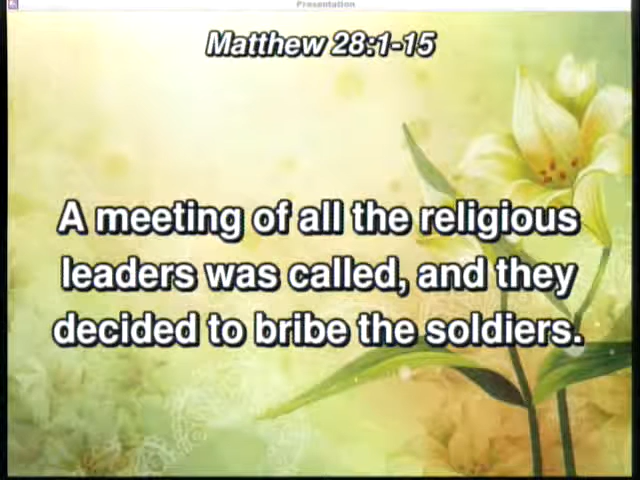 Presentation
Matthew 28:1-15
A meeting of all the religious
leaders was called, and they
decided to bribe the soldiers.